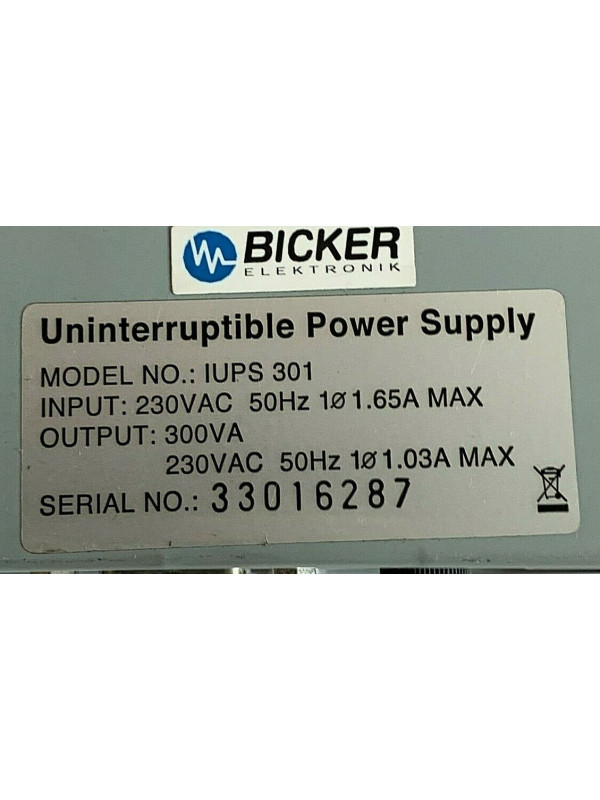 BICKER
ELEKTRONIK
Uninterruptible Power Supply
MODEL NO.: IUPS 301
INPUT: 230VAC 50Hz 1ø 1.65A MAX
OUTPUT: 300VA
230VAC 50Hz 1ø 1.03A MAX
SERIAL NO.: 33016287